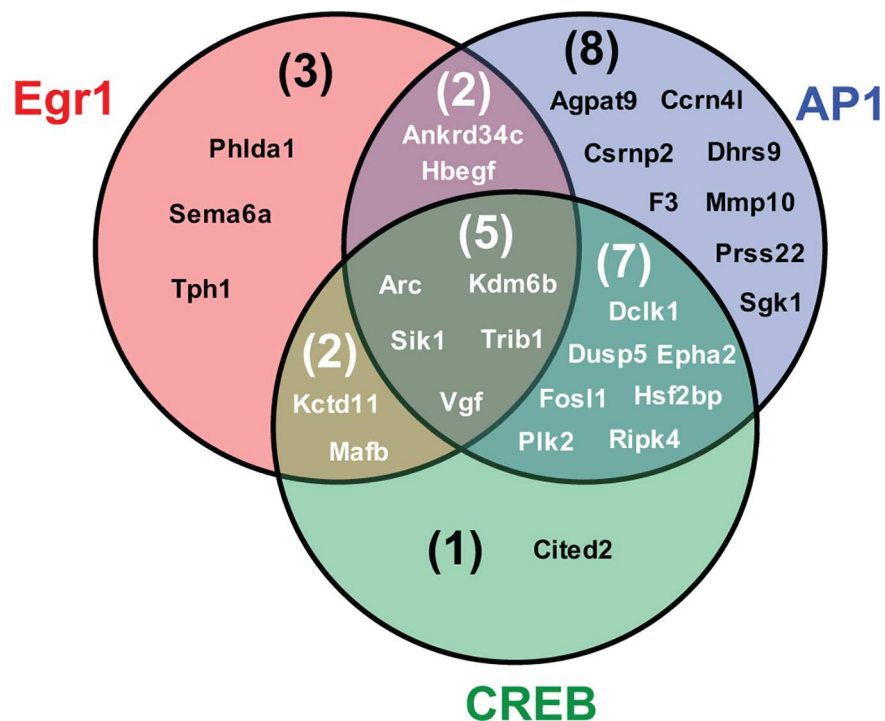 Egr1
(3)
Phlda1
Sema6a
Tph1
(2)
Ankrd34c
Hbegf
(8)
Agpat9 Ccrn4l
Csrnp2 Dhrs9
F3 Mmp10
Prss22
Sgk1
AP1
(5)
Arc Kdm6b
Sik1 Trib1
Vgf
(7)
Dclk1
Dusp5 Epha2
Fosl1 Hsf2bp
Plk2 Ripk4
(2)
Kctd11
Mafb
(1) Cited2
CREB